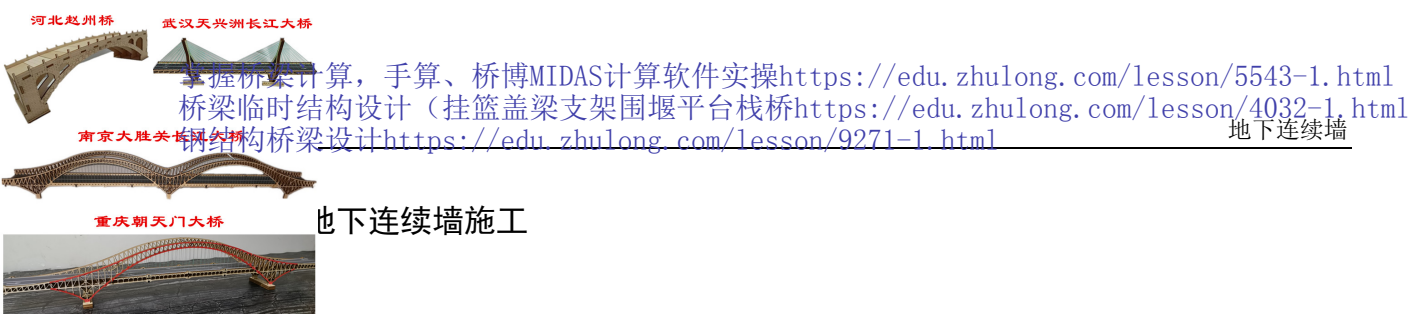 河北赵州桥
武汉天兴洲长江大桥
掌握桥梁计算，手算、桥博MIDAS计算软件实操https://edu.zhulong.com/lesson/5543-1.html
桥梁临时结构设计（挂篮盖梁支架围堰平台栈桥https://edu.zhulong.com/lesson/4032-1.html
南京大胜关长江大桥
钢结构桥梁设计https://edu.zhulong.com/lesson/9271-1.html
地下连续墙
重庆朝天门大桥
地下连续墙施工